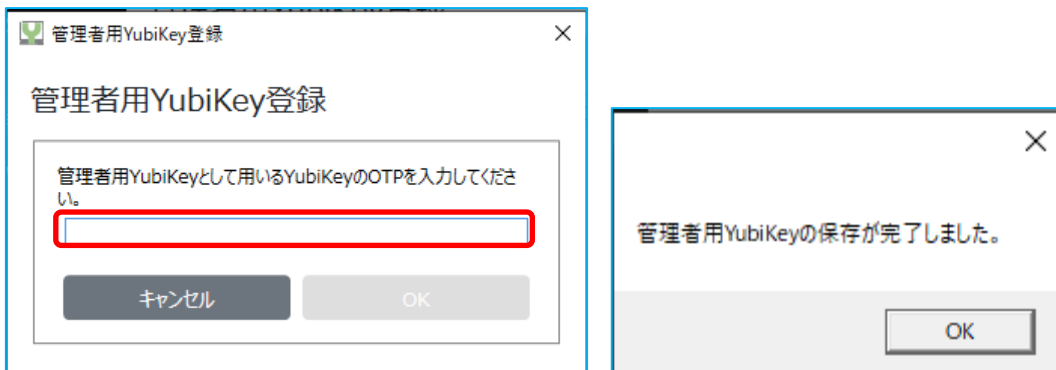 管理者用YubiKey登録
管理者用YubiKey登録
管理者用YubiKeyとして用いるYubiKeyのOTPを入力してくださ
い。
キャンセル
OK
管理者用YubiKeyの保存が完了しました。
OK